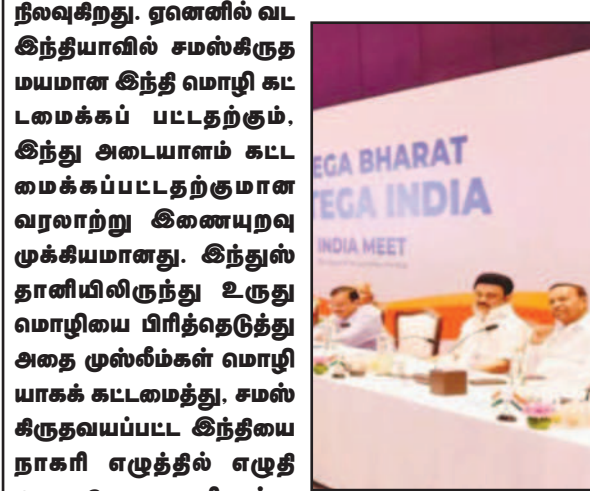 நிலவுகிறது. ஏனெனில் வட
இந்தியாவில் சமஸ்கிருத
மயமான இந்தி மொழி கட்
டமைக்கப் பட்டதற்கும்,
இந்து அடையாளம் கட்ட
மைக்கப்பட்டதற்குமான
வரலாற்று இணையுறவு
முக்கியமானது. இந்துஸ்
தானியிலிருந்து உருது
மொழியை பிரித்தெடுத்து
அதை முஸ்லீம்கள் மொழி
யாகக் கட்டமைத்து, சமஸ்
கிருதவயப்பட்ட இந்தியை
நாகரி எழுத்தில் எழுதி
EGA BHARAT
TEGA INDIA
INDIA MEET